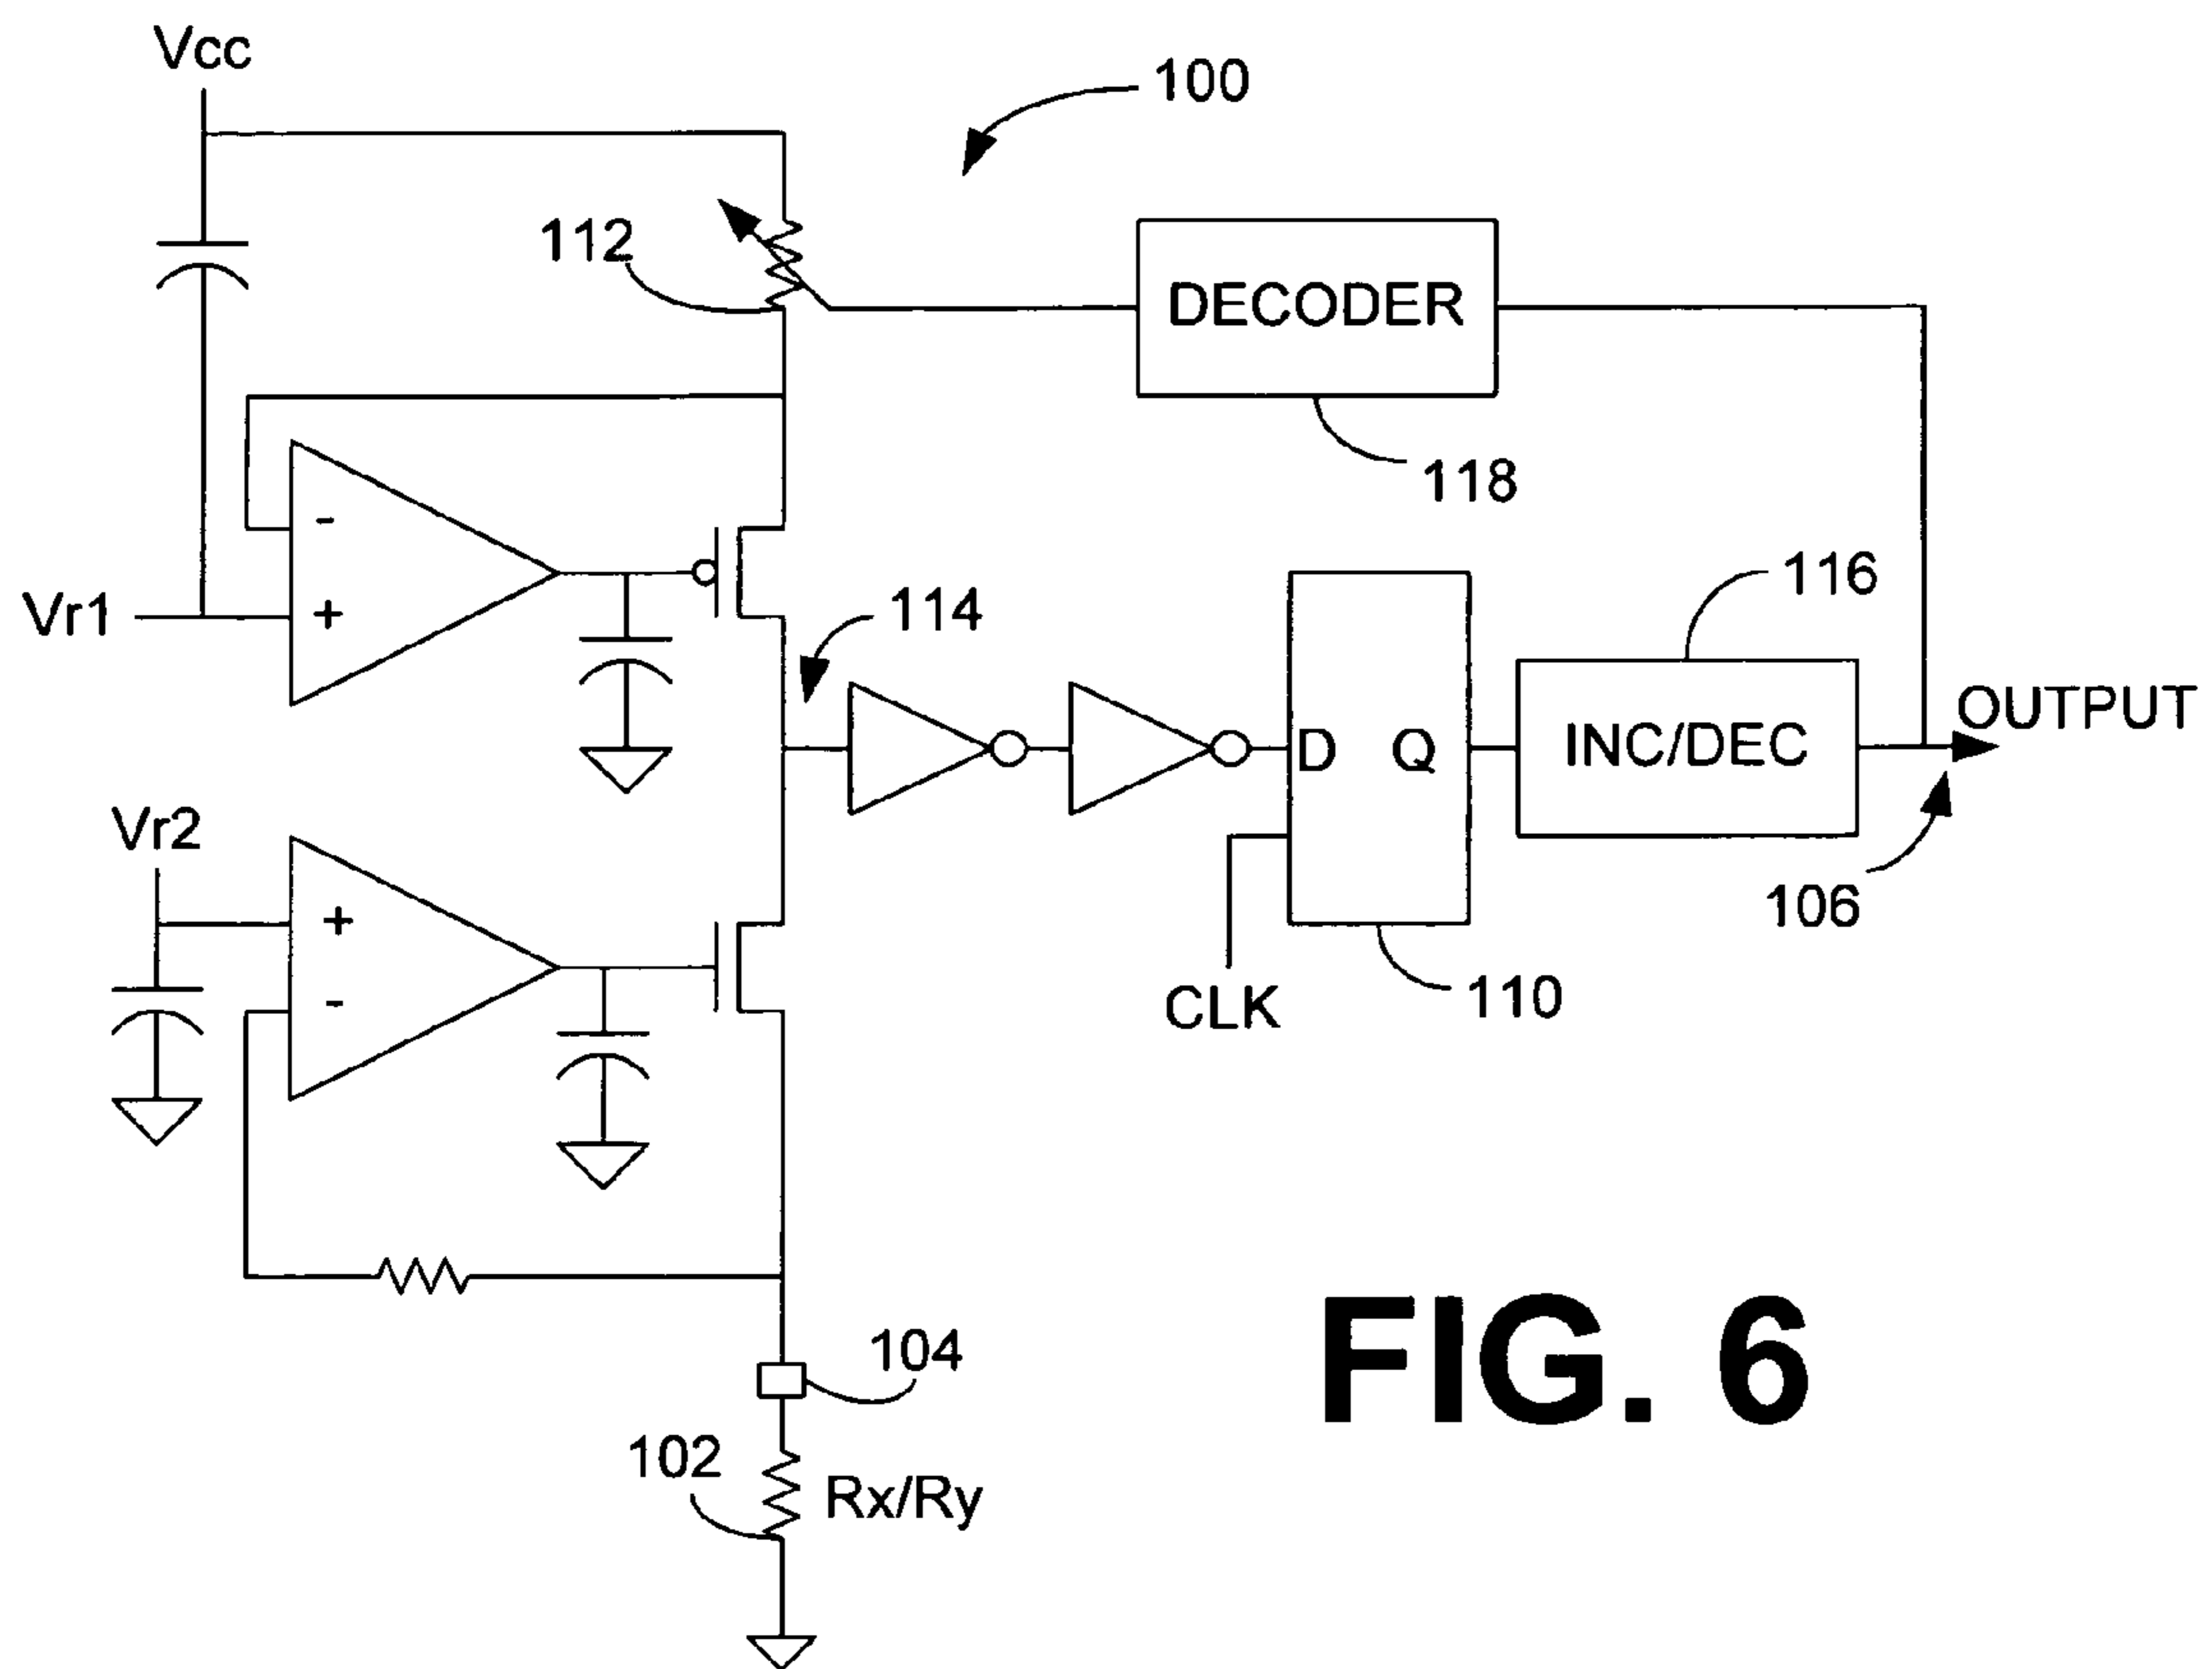 Vcc
100
112
DECODER
118
-
+
Vr1
114
116
OUTPUT
D Q
INC/DEC
Vr2
+
-
106
CLK
110
104
102
Rx/Ry
FIG. 6